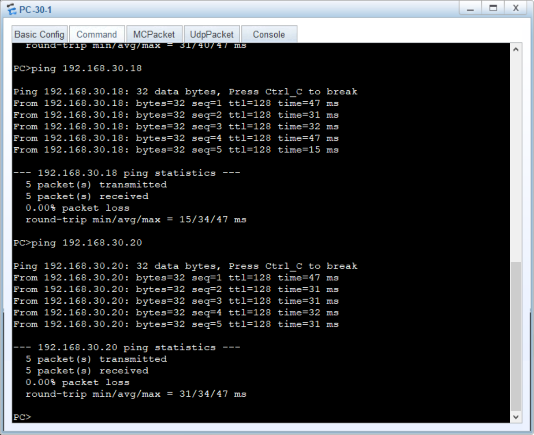 PC-30-1
Basic Config Command MCPacket UdpPacket Console
round-trip min/avg/max = 31/40/47 ms
PC>ping 192.168.30.18
Ping 192.168.30.18: 32 data bytes, Press Ctrl_C to break
From 192.168.30.18: bytes=32 seq=1 ttl=128 time=47 ms
From 192.168.30.18: bytes=32 seq=2 ttl=128 time=31 ms
From 192.168.30.18: bytes=32 seq=3 ttl=128 time=32 ms
From 192.168.30.18: bytes=32 seq=4 ttl=128 time=47 ms
From 192.168.30.18: bytes=32 seq=5 ttl=128 time=15 ms
--- 192.168.30.18 ping statistics ---
5 packet(s) transmitted
5 packet(s) received
0.00% packet loss
round-trip min/avg/max = 15/34/47 ms
PC>ping 192.168.30.20
Ping 192.168.30.20: 32 data bytes, Press Ctrl_C to break
From 192.168.30.20: bytes=32 seq=1 ttl=128 time=47 ms
From 192.168.30.20: bytes=32 seq=2 ttl=128 time=31 ms
From 192.168.30.20: bytes=32 seq=3 ttl=128 time=31 ms
From 192.168.30.20: bytes=32 seq=4 ttl=128 time=32 ms
From 192.168.30.20: bytes=32 seq=5 ttl=128 time=31 ms
--- 192.168.30.20 ping statistics ---
5 packet(s) transmitted
5 packet(s) received
0.00% packet loss
round-trip min/avg/max = 31/34/47 ms
PC>